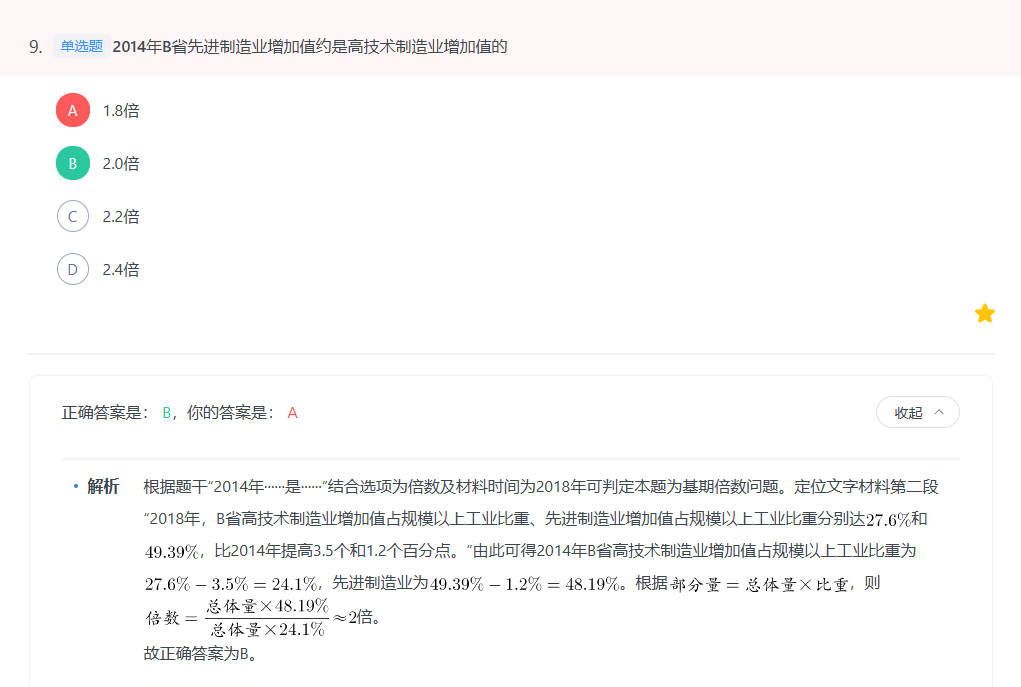 9. 单选题 2014年B省先进制造业增加值约是高技术制造业增加值的
A 1.8倍
B 2.0倍
C 2.2倍
D 2.4倍
正确答案是： B，你的答案是： A
收起
• 解析 根据题干“2014年……是……”结合选项为倍数及材料时间为2018年可判定本题为基期倍数问题。定位文字材料第二段
“2018年，B省高技术制造业增加值占规模以上工业比重、先进制造业增加值占规模以上工业比重分别达27.6%和
49.39%，比2014年提高3.5个和1.2个百分点。”由此可得2014年B省高技术制造业增加值占规模以上工业比重为
27.6% − 3.5% = 24.1%，先进制造业为49.39% − 1.2% = 48.19%。根据部分量 = 总体量×比重，则
倍数 = 总体量×48.19% / 总体量×24.1% ≈2倍。
故正确答案为B。